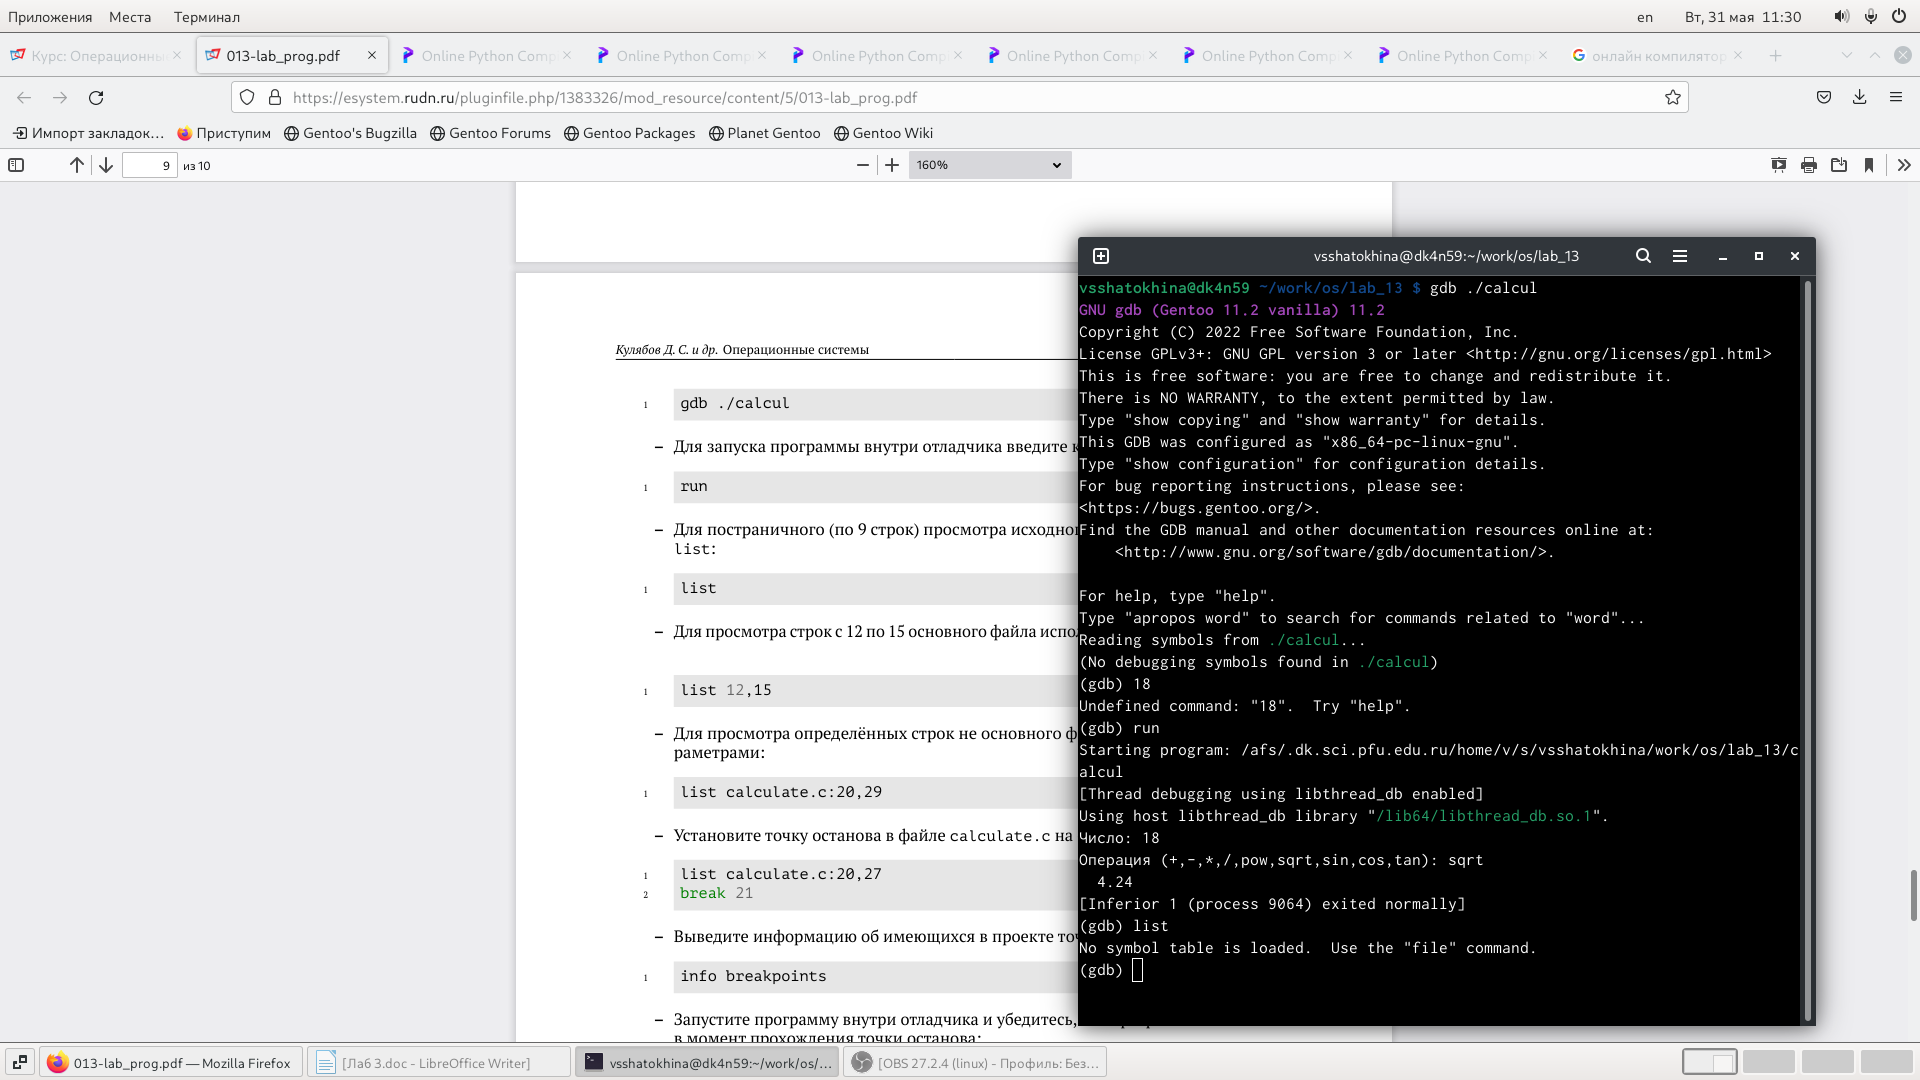 Приложения Места Терминал en Вт, 31 мая 11:30
Курс: Операционны 013-lab_prog.pdf Online Python Comp Online Python Comp Online Python Comp Online Python Comp Online Python Comp Online Python Comp онлайн компилятор
https://esystem.rudn.ru/pluginfile.php/1383326/mod_resource/content/5/013-lab_prog.pdf
Импорт закладок… Приступим Gentoo's Bugzilla Gentoo Forums Gentoo Packages Planet Gentoo Gentoo Wiki
9 из 10 160%
Кулябов Д. С. и др. Операционные системы
1 gdb ./calcul
– Для запуска программы внутри отладчика введите к
1 run
– Для постраничного (по 9 строк) просмотра исходно
list:
1 list
– Для просмотра строк с 12 по 15 основного файла испо
1 list 12,15
– Для просмотра определённых строк не основного ф
раметрами:
1 list calculate.c:20,29
– Установите точку останова в файле calculate.c на
1 list calculate.c:20,27
2 break 21
– Выведите информацию об имеющихся в проекте то
1 info breakpoints
– Запустите программу внутри отладчика и убедитесь,
в момент прохождения точки останова:
vsshatokhina@dk4n59:~/work/os/lab_13
vsshatokhina@dk4n59 ~/work/os/lab_13 $ gdb ./calcul
GNU gdb (Gentoo 11.2 vanilla) 11.2
Copyright (C) 2022 Free Software Foundation, Inc.
License GPLv3+: GNU GPL version 3 or later <http://gnu.org/licenses/gpl.html>
This is free software: you are free to change and redistribute it.
There is NO WARRANTY, to the extent permitted by law.
Type "show copying" and "show warranty" for details.
This GDB was configured as "x86_64-pc-linux-gnu".
Type "show configuration" for configuration details.
For bug reporting instructions, please see:
<https://bugs.gentoo.org/>.
Find the GDB manual and other documentation resources online at:
<http://www.gnu.org/software/gdb/documentation/>.
For help, type "help".
Type "apropos word" to search for commands related to "word"...
Reading symbols from ./calcul...
(No debugging symbols found in ./calcul)
(gdb) 18
Undefined command: "18". Try "help".
(gdb) run
Starting program: /afs/.dk.sci.pfu.edu.ru/home/v/s/vsshatokhina/work/os/lab_13/c
alcul
[Thread debugging using libthread_db enabled]
Using host libthread_db library "/lib64/libthread_db.so.1".
Число: 18
Операция (+,-,*,/,pow,sqrt,sin,cos,tan): sqrt
4.24
[Inferior 1 (process 9064) exited normally]
(gdb) list
No symbol table is loaded. Use the "file" command.
(gdb)
013-lab_prog.pdf — Mozilla Firefox [Лаб 3.doc - LibreOffice Writer] vsshatokhina@dk4n59:~/work/os/… [OBS 27.2.4 (linux) - Профиль: Без…